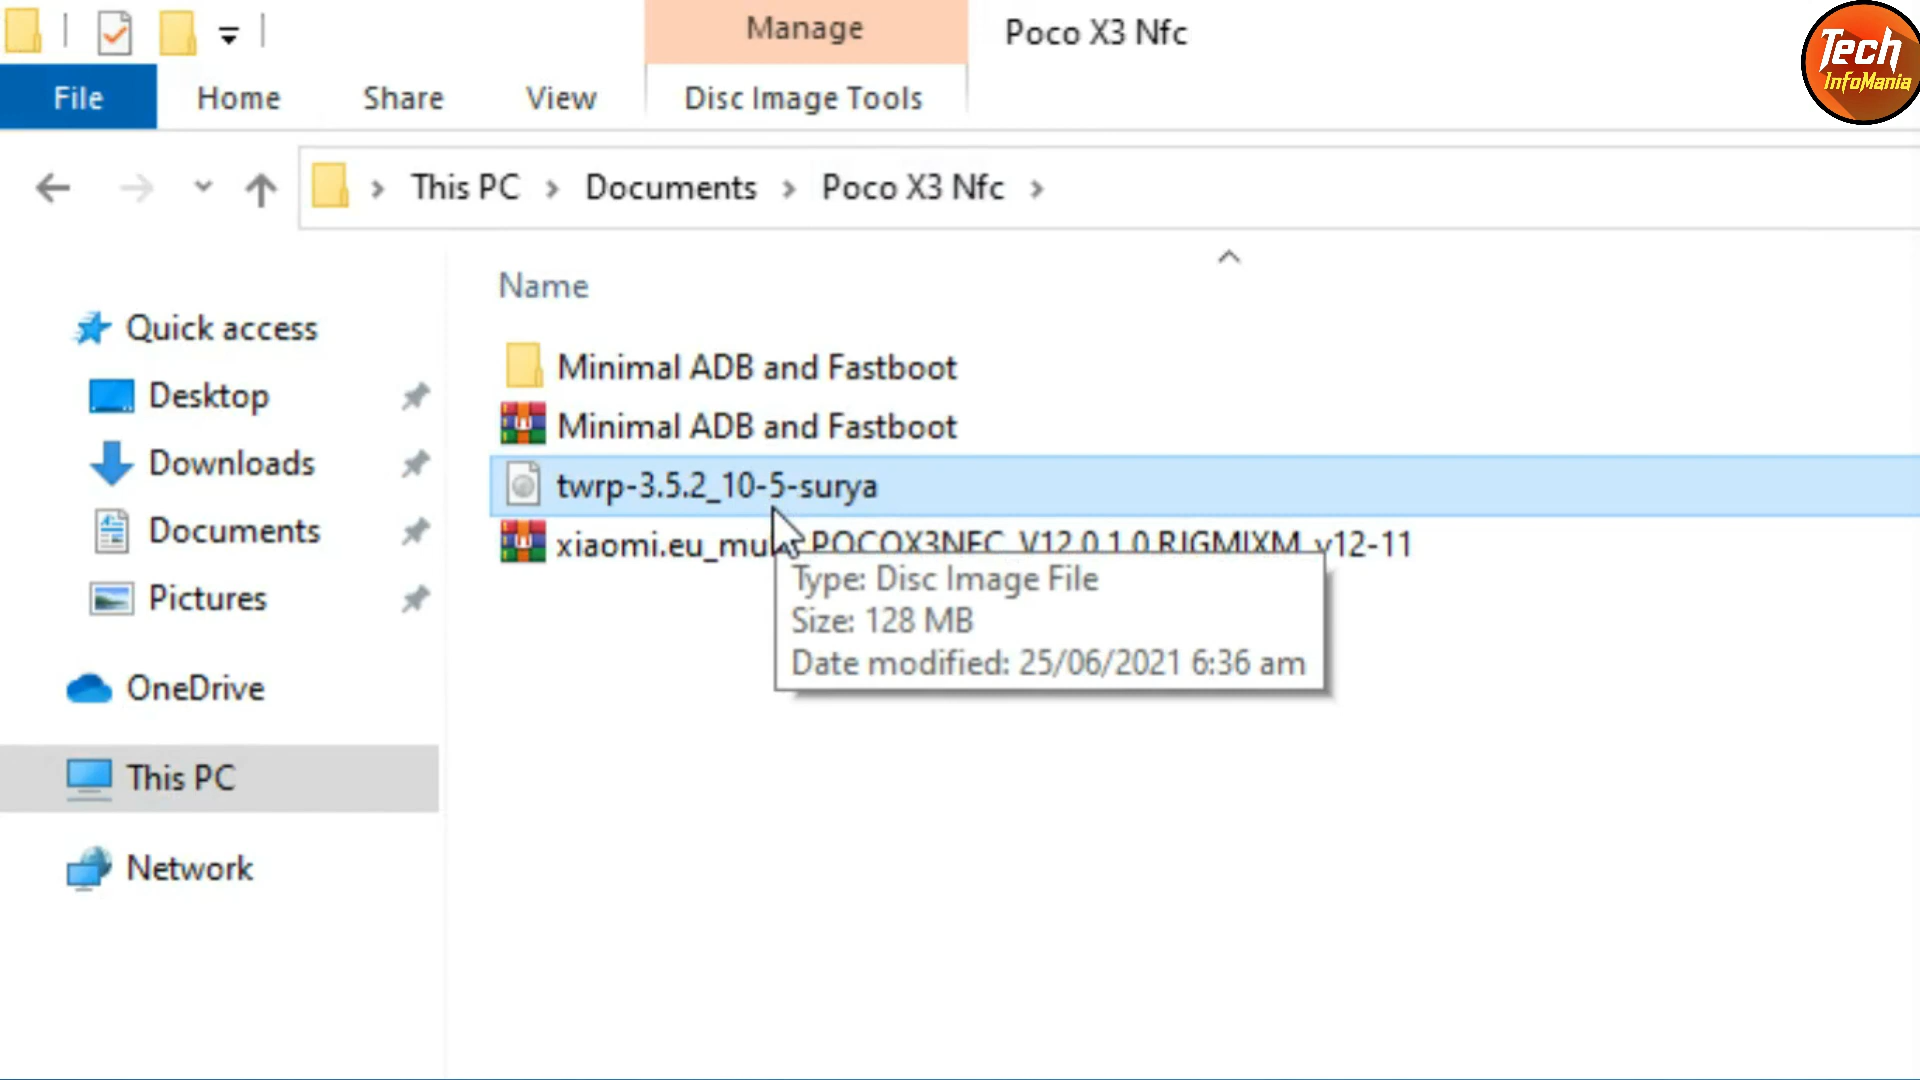 Manage
Poco X3 Nfc
Tech
InfoMania
File
Home
Share
View
Disc Image Tools
This PC
Documents
Poco X3 Nfc
Name
Quick access
Desktop
Downloads
Documents
Pictures
OneDrive
This PC
Network
Minimal ADB and Fastboot
Minimal ADB and Fastboot
twrp-3.5.2_10-5-surya
xiaomi.eu_mu POCOX3NFC_V12.0.1.0.RJGMIXM_v12-11
Type: Disc Image File
Size: 128 MB
Date modified: 25/06/2021 6:36 am